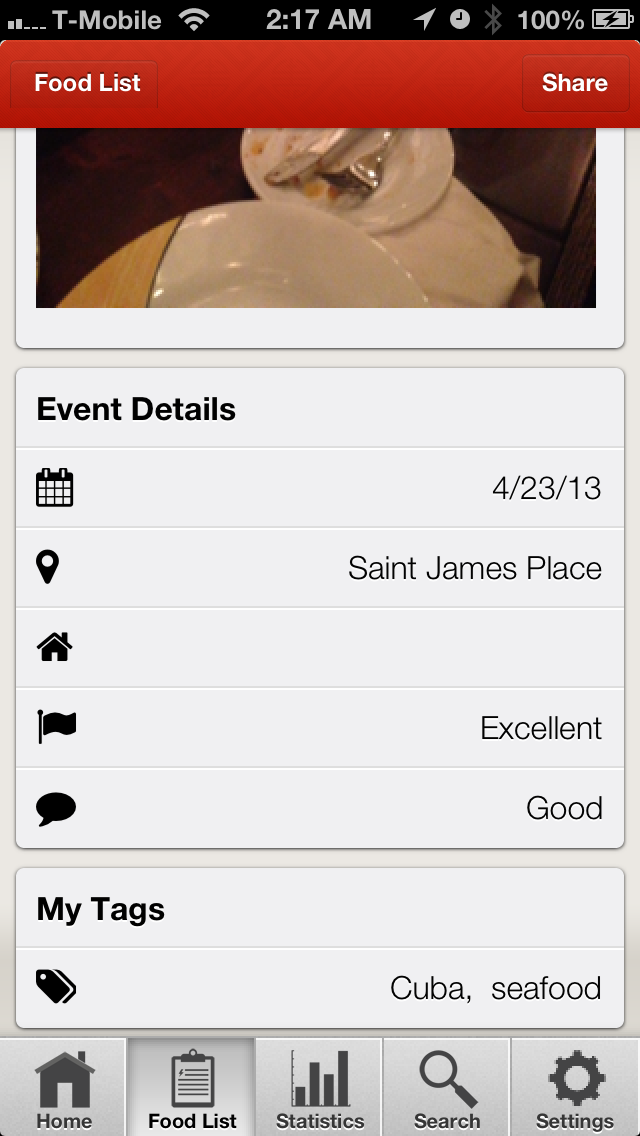 T-Mobile 2:17 AM 100%
Food List Share
Event Details
4/23/13
Saint James Place
Excellent
Good
My Tags
Cuba, seafood
Home Food List Statistics Search Settings